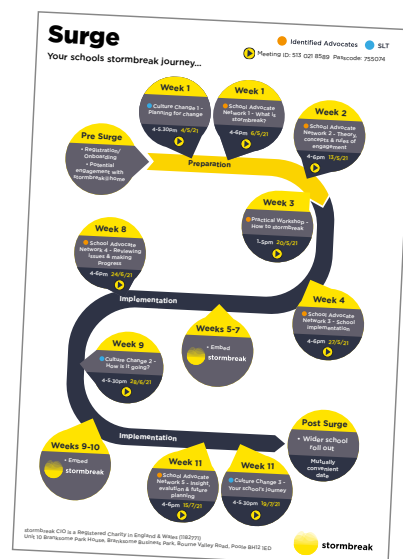 Surge
Your schools stormbreak journey...
Identified Advocates
SLT
Meeting ID: 513 021 8589 Passcode: 755074
Week 1
Culture Change 1 -
Planning for change
4-5.30pm 4/5/21
Week 1
School Advocate
Network 1 - What is
stormbreak?
4-6pm 6/5/21
Week 2
School Advocate
Network 2 - Theory,
concepts & rules of
engagement
4-6pm 13/5/21
Pre Surge
• Registration/
Onboarding
• Potential
engagement with
stormbreak@home
Preparation
Week 3
Practical Workshop -
How to stormbreak
1-5pm 20/5/21
Week 8
School Advocate
Network 4 - Reviewing
Issues & making
Progress
4-6pm 24/6/21
Implementation
Week 4
School Advocate
Network 3 - School
implementation
4-6pm 27/5/21
Weeks 5-7
• Embed
stormbreak
Week 9
Culture Change 2 -
How is it going?
4-5.30pm 28/6/21
Implementation
Weeks 9-10
• Embed
stormbreak
Week 11
School Advocate
Network 5 - Insight,
evalution & future
planning
4-6pm 15/7/21
Week 11
Culture Change 3 -
Your school's journey
4-5.30pm 19/7/21
Post Surge
• Wider school
roll out
Mutually
convenient
date
stormbreak CIO is a Registered Charity in England & Wales (1182771)
Unit 10 Branksome Park House, Branksome Business Park, Bourne Valley Road, Poole BH12 1ED
stormbreak